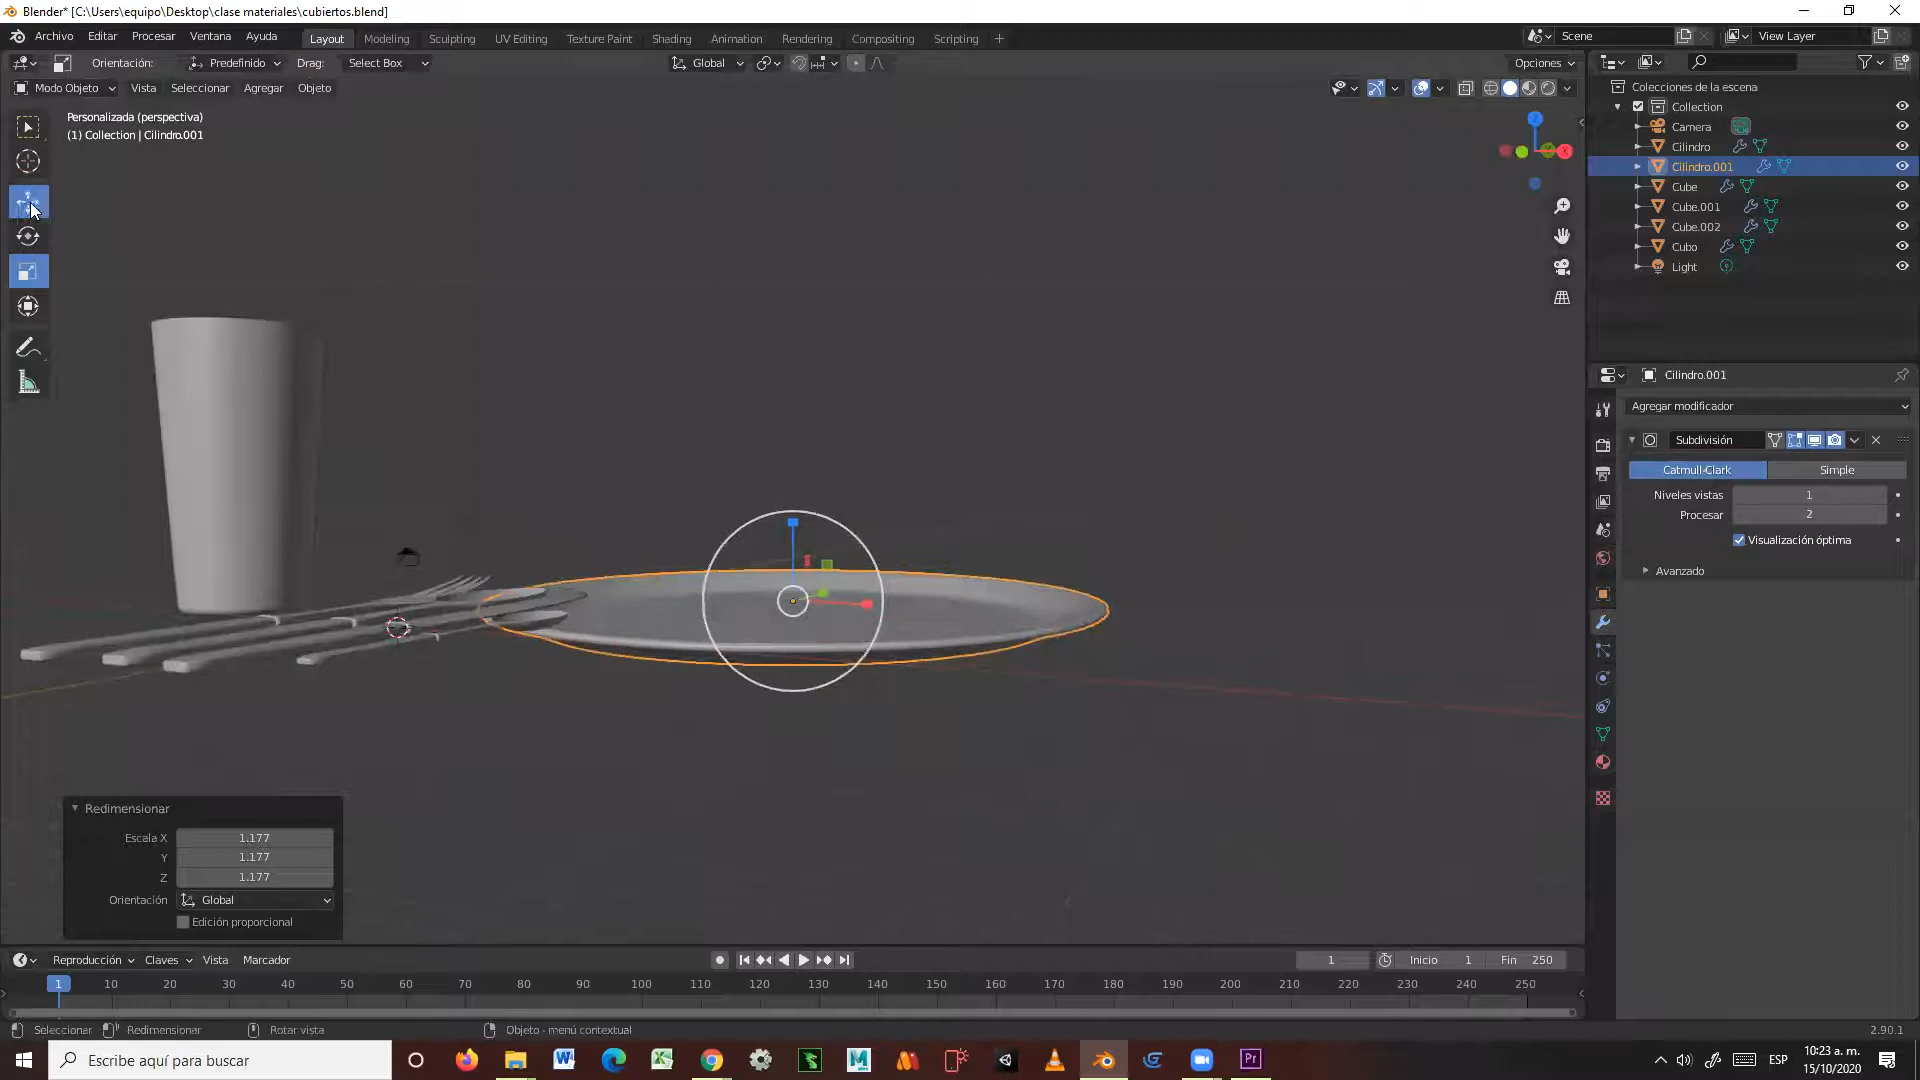 Blender* [C:\Users\equipo\Desktop\clase materiales\cubiertos.blend]
Archivo Editar Procesar Ventana Ayuda Layout Modeling Sculpting UV Editing Texture Paint Shading Animation Rendering Compositing Scripting + Scene View Layer
Orientación: Predefinido Drag: Select Box Global Opciones
Modo Objeto Vista Seleccionar Agregar Objeto
Personalizada (perspectiva)
(1) Collection | Cilindro.001
Z
X
Colecciones de la escena
Collection
Camera
Cilindro
Cilindro.001
Cube
Cube.001
Cube.002
Cubo
Light
Cilindro.001
Agregar modificador
Subdivisión
Catmull-Clark Simple
Niveles vistas 1
Procesar 2
Visualización óptima
Avanzado
Redimensionar
Escala X 1.177
Y 1.177
Z 1.177
Orientación Global
Edición proporcional
Reproducción Claves Vista Marcador 1 Inicio 1 Fin 250
1 10 20 30 40 50 60 70 80 90 100 110 120 130 140 150 160 170 180 190 200 210 220 230 240 250
Seleccionar Redimensionar Rotar vista Objeto - menú contextual 2.90.1
Escribe aquí para buscar
ESP
10:23 a. m.
15/10/2020